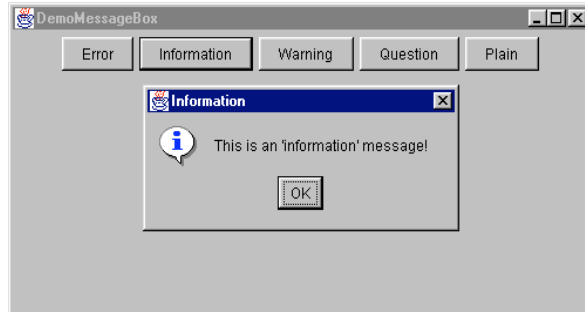 DemoMessageBox
Error Information Warning Question Plain
Information
This is an 'information' message!
OK